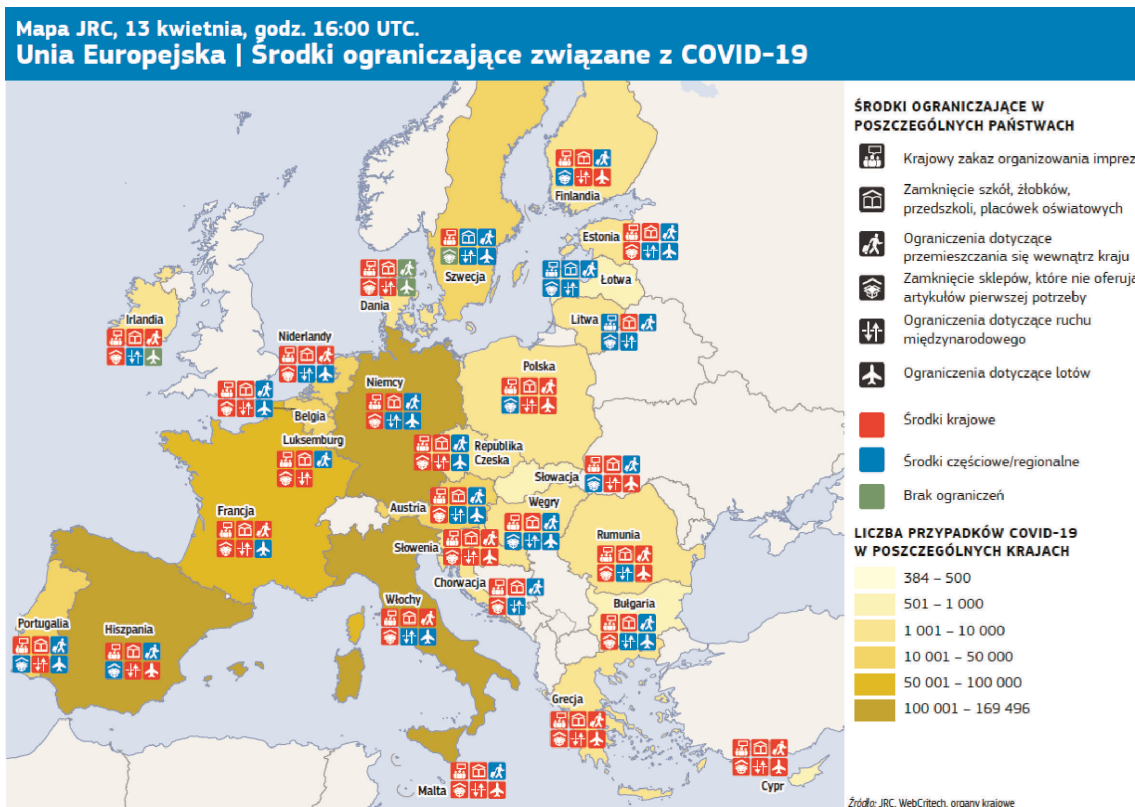 Mapa JRC, 13 kwietnia, godz. 16:00 UTC.
Unia Europejska | Środki ograniczające związane z COVID-19
ŚRODKI OGRANICZAJĄCE W
POSZCZEGÓLNYCH PAŃSTWACH
Krajowy zakaz organizowania imprez
Zamknięcie szkół, żłobków,
przedszkoli, placówek oświatowych
Ograniczenia dotyczące
przemieszczania się wewnątrz kraju
Zamknięcie sklepów, które nie oferują
artykułów pierwszej potrzeby
Ograniczenia dotyczące ruchu
międzynarodowego
Ograniczenia dotyczące lotów
Środki krajowe
Środki częściowe/regionalne
Brak ograniczeń
LICZBA PRZYPADKÓW COVID-19
W POSZCZEGÓLNYCH KRAJACH
384 – 500
501 – 1 000
1 001 – 10 000
10 001 – 50 000
50 001 – 100 000
100 001 – 169 496
Finlandia
Estonia
Szwecja
Łotwa
Dania
Litwa
Irlandia
Niderlandy
Polska
Niemcy
Belgia
Luksemburg
Republika
Czeska
Słowacja
Austria
Węgry
Francja
Rumunia
Słowenia
Chorwacja
Włochy
Bułgaria
Portugalia
Hiszpania
Grecja
Malta
Cypr
Źródło: JRC, WebCritech, organy krajowe